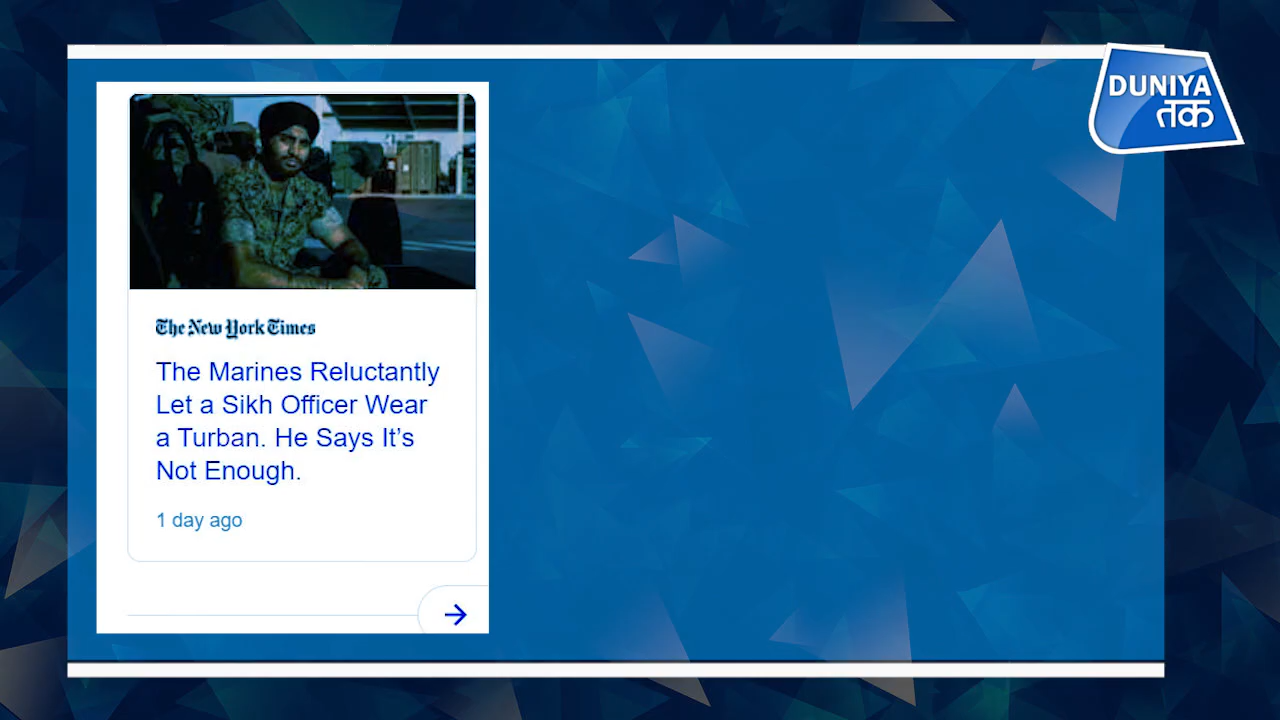 DUNIYA
तक
The New York Times
The Marines Reluctantly
Let a Sikh Officer Wear
a Turban. He Says It’s
Not Enough.
1 day ago